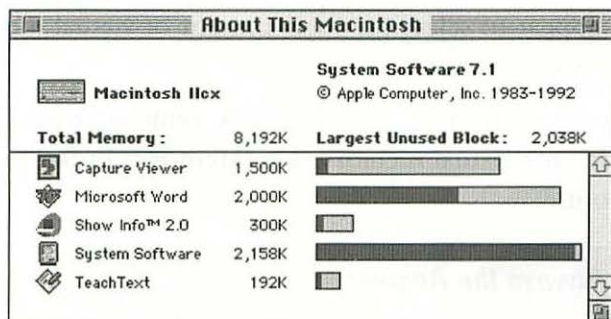 About This Macintosh
System Software 7.1
Macintosh IIcx
© Apple Computer, Inc. 1983-1992
Total Memory : 8,192K Largest Unused Block: 2,038K
Capture Viewer 1,500K
Microsoft Word 2,000K
Show Info™ 2.0 300K
System Software 2,158K
TeachText 192K